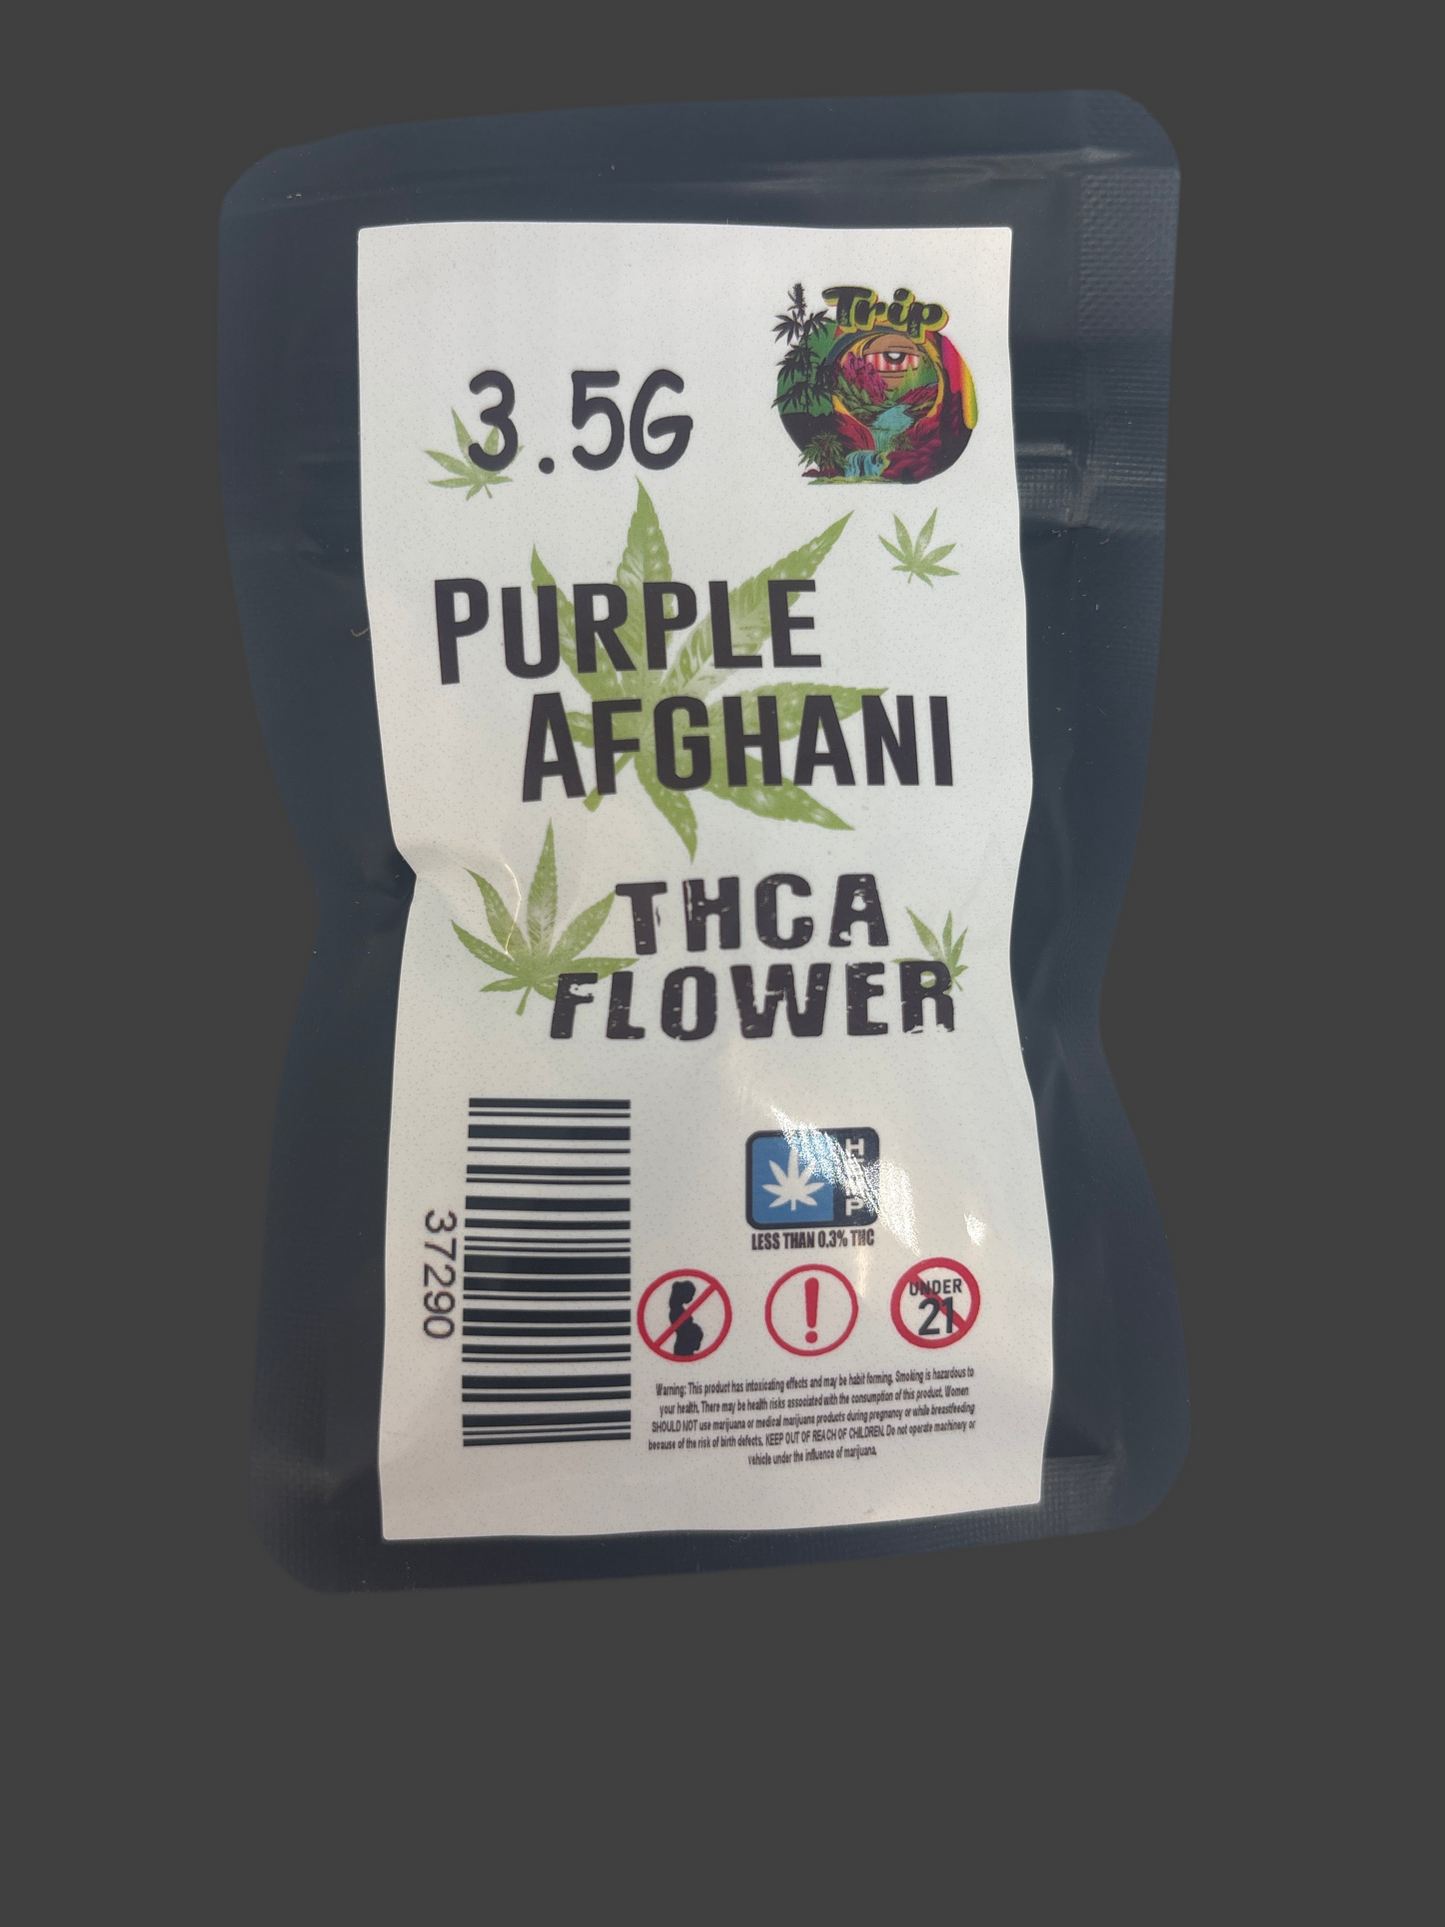 Trip
3.5G
PURPLE
AFGHANI
THCA
FLOWER
37290
HEMP
LESS THAN 0.3% THC
UNDER
21
Warning: This product has intoxicating effects and may be habit forming. Smoking is hazardous to
your health. There may be health risks associated with the consumption of this product. Women
SHOULD NOT use marijuana or medical marijuana products during pregnancy or while breastfeeding
because of the risk of birth defects. KEEP OUT OF REACH OF CHILDREN. Do not operate machinery or
vehicle under the influence of marijuana.